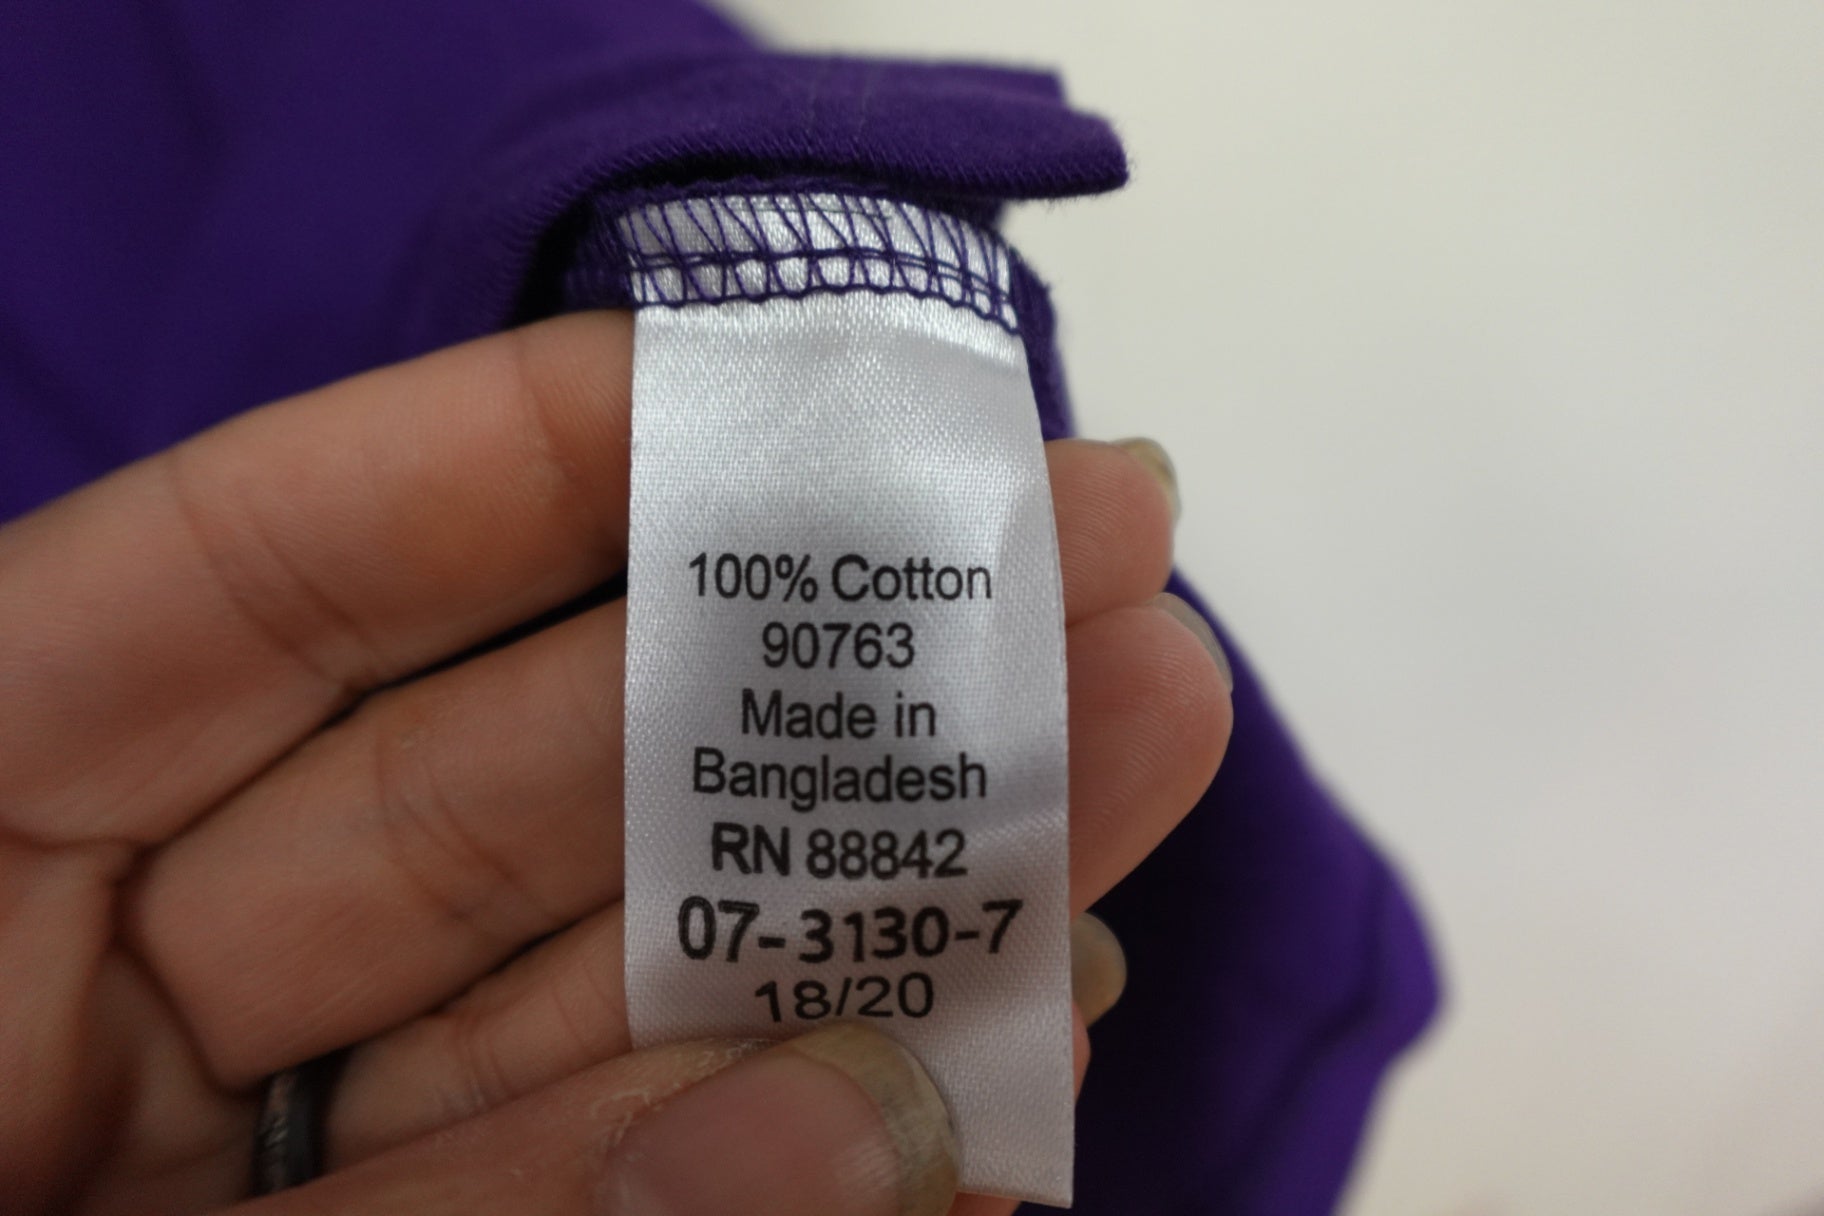 100% Cotton
90763
Made in
Bangladesh
RN 88842
07-3130-7
18/20